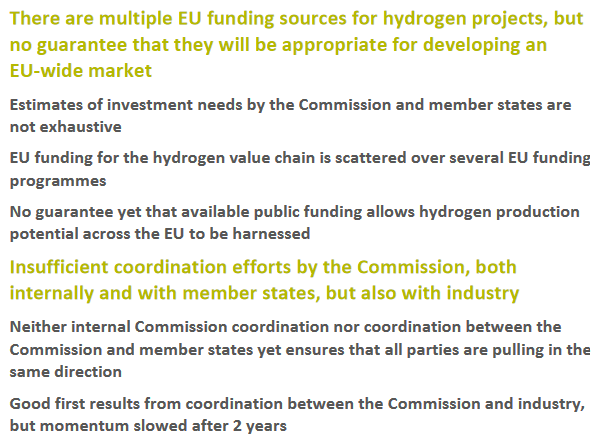 There are multiple EU funding sources for hydrogen projects, but
no guarantee that they will be appropriate for developing an
EU-wide market
Estimates of investment needs by the Commission and member states are
not exhaustive
EU funding for the hydrogen value chain is scattered over several EU funding
programmes
No guarantee yet that available public funding allows hydrogen production
potential across the EU to be harnessed
Insufficient coordination efforts by the Commission, both
internally and with member states, but also with industry
Neither internal Commission coordination nor coordination between the
Commission and member states yet ensures that all parties are pulling in the
same direction
Good first results from coordination between the Commission and industry,
but momentum slowed after 2 years